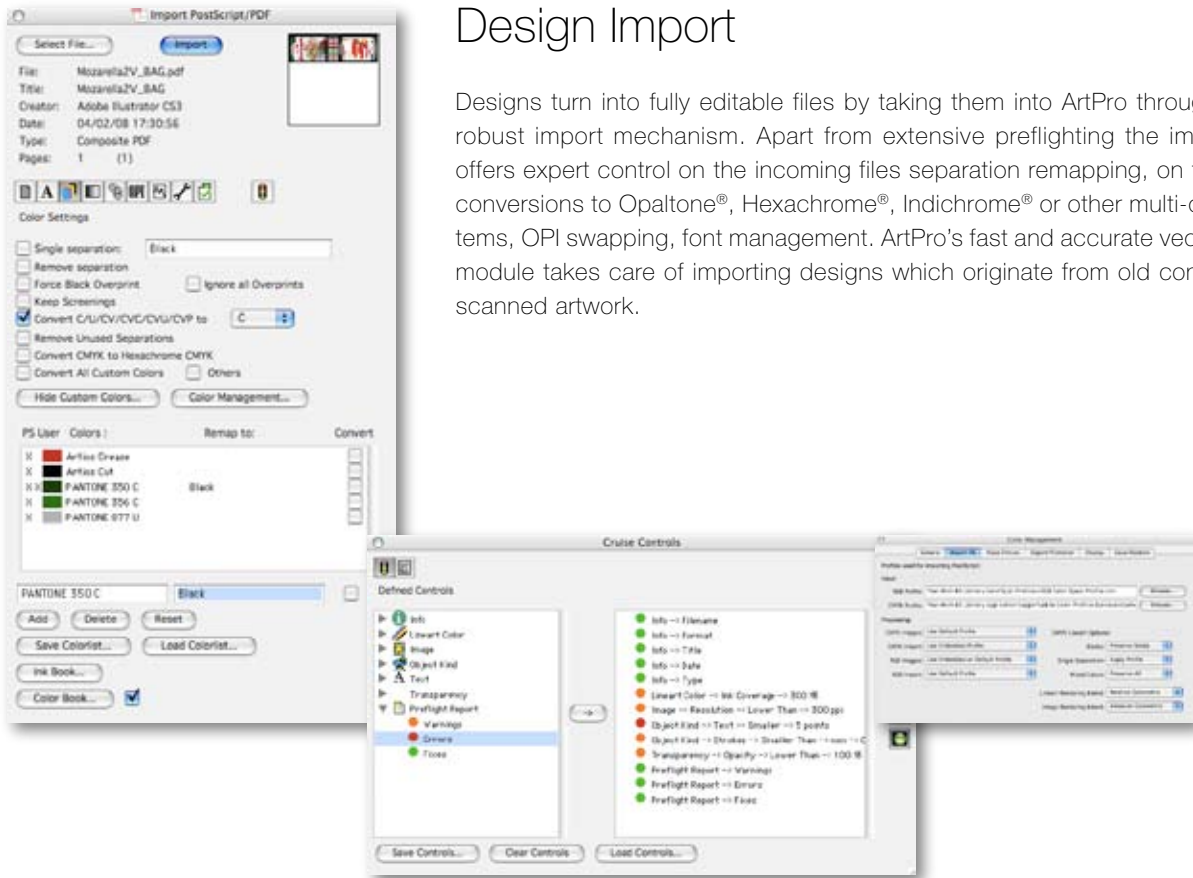 Import PostScript/PDF
Select File...
Import
File: Mozarella2V_BAG.pdf
Title: Mozarella2V_BAG
Creator: Adobe Illustrator CS3
Date: 04/02/08 17:30:56
Type: Composite PDF
Pages: 1 (1)
Color Settings
Single separation: Black
Remove separation
Force Black Overprint Ignore all Overprints
Keep Screenings
Convert C/U/CV/CVC/CVU/CVP to C
Remove Unused Separations
Convert CMYK to Hexachrome CMYK
Convert All Custom Colors Others
Hide Custom Colors... Color Management...
PS User Colors: Remap to: Convert
X Artios Crease
X Artios Cut
X X PANTONE 350 C Black
X PANTONE 356 C
X PANTONE 877 U
PANTONE 350 C Black
Add Delete Reset
Save Colorlist... Load Colorlist...
Ink Book...
Color Book...
Design Import
Designs turn into fully editable files by taking them into ArtPro throug
robust import mechanism. Apart from extensive preflighting the im
offers expert control on the incoming files separation remapping, on
conversions to Opaltone®, Hexachrome®, Indichrome® or other multi-c
tems, OPI swapping, font management. ArtPro's fast and accurate vec
module takes care of importing designs which originate from old con
scanned artwork.
Cruise Controls
Defined Controls
Info
Linwart Color
Image
Object Kind
Text
Transparency
Preflight Report
Warnings
Errors
Fixes
Info -> Filename
Info -> Format
Info -> Title
Info -> Date
Info -> Type
Lineart Color -> Ink Coverage -> 300 %
Image -> Resolution -> Lower Than -> 300 ppi
Object Kind -> Text -> Smaller -> 5 points
Object Kind -> Strokes -> Smaller Than
Transparency -> Opacity -> Lower Than -> 100 %
Preflight Report -> Warnings
Preflight Report -> Errors
Preflight Report -> Fixes
Save Controls... Clear Controls Load Controls...
Color Management